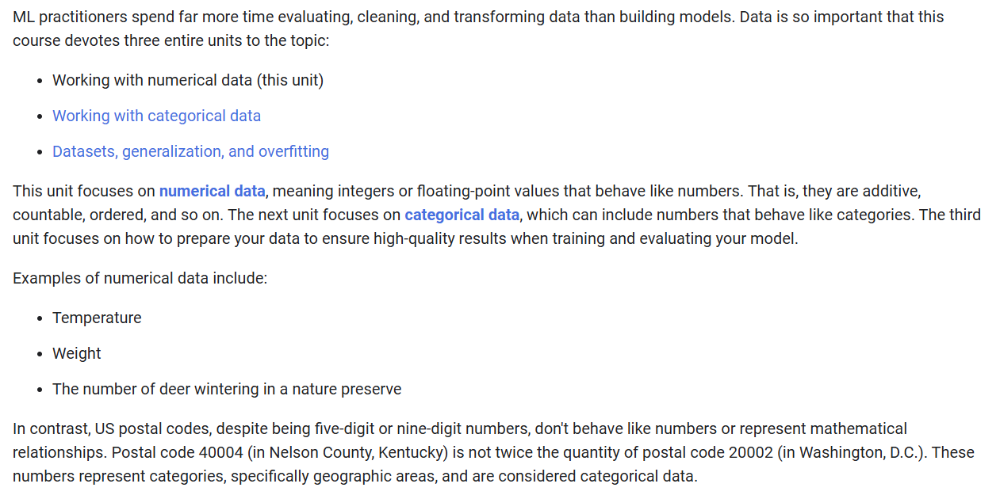 ML practitioners spend far more time evaluating, cleaning, and transforming data than building models. Data is so important that this
course devotes three entire units to the topic:
• Working with numerical data (this unit)
• Working with categorical data
• Datasets, generalization, and overfitting
This unit focuses on numerical data, meaning integers or floating-point values that behave like numbers. That is, they are additive,
countable, ordered, and so on. The next unit focuses on categorical data, which can include numbers that behave like categories. The third
unit focuses on how to prepare your data to ensure high-quality results when training and evaluating your model.
Examples of numerical data include:
• Temperature
• Weight
• The number of deer wintering in a nature preserve
In contrast, US postal codes, despite being five-digit or nine-digit numbers, don't behave like numbers or represent mathematical
relationships. Postal code 40004 (in Nelson County, Kentucky) is not twice the quantity of postal code 20002 (in Washington, D.C.). These
numbers represent categories, specifically geographic areas, and are considered categorical data.